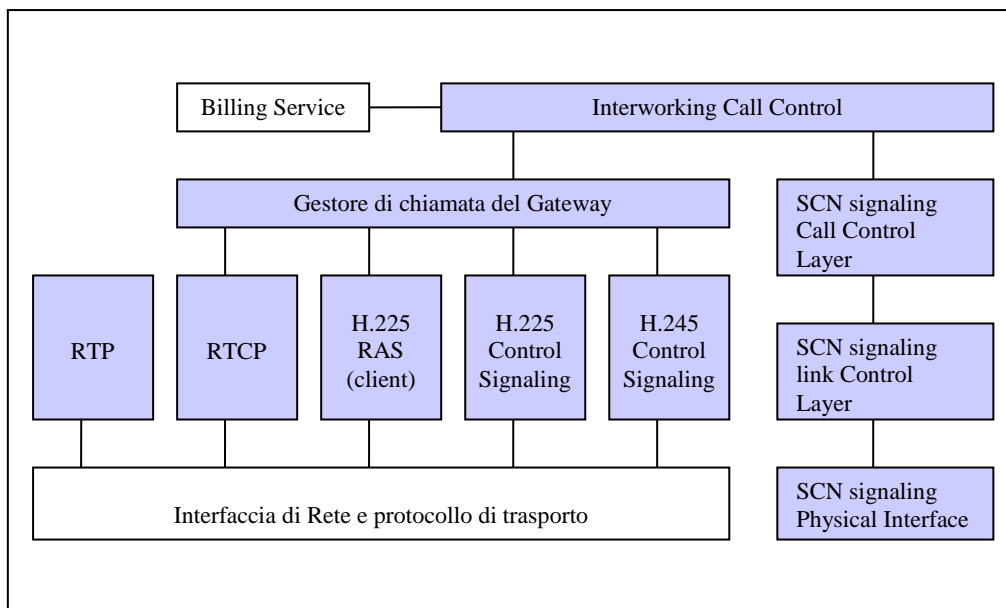 Billing Service
Interworking Call Control
Gestore di chiamata del Gateway
SCN signaling
Call Control
Layer
RTP
RTCP
H.225
RAS
(client)
H.225
Control
Signaling
H.245
Control
Signaling
SCN signaling
link Control
Layer
Interfaccia di Rete e protocollo di trasporto
SCN signaling
Physical Interface